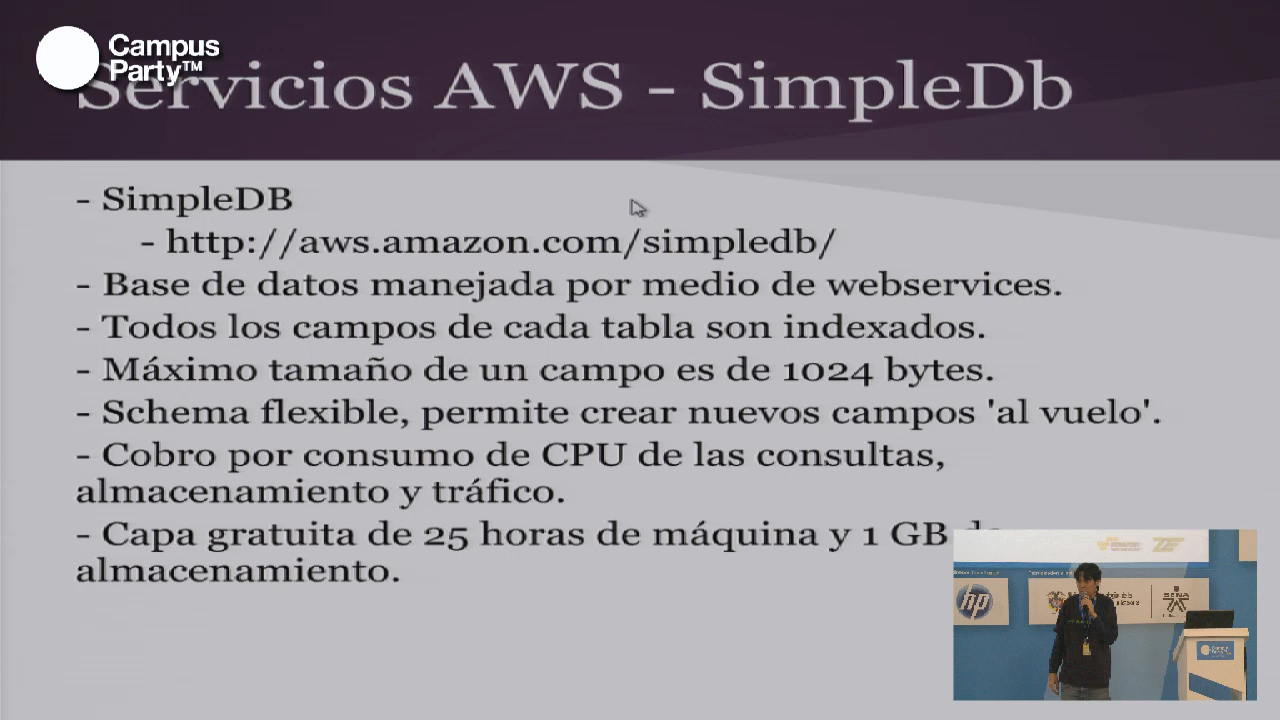 Campus
Party™
Servicios AWS - SimpleDb
- SimpleDB
- http://aws.amazon.com/simpledb/
- Base de datos manejada por medio de webservices.
- Todos los campos de cada tabla son indexados.
- Máximo tamaño de un campo es de 1024 bytes.
- Schema flexible, permite crear nuevos campos 'al vuelo'.
- Cobro por consumo de CPU de las consultas,
almacenamiento y tráfico.
- Capa gratuita de 25 horas de máquina y 1 GB de
almacenamiento.
hp
SENA